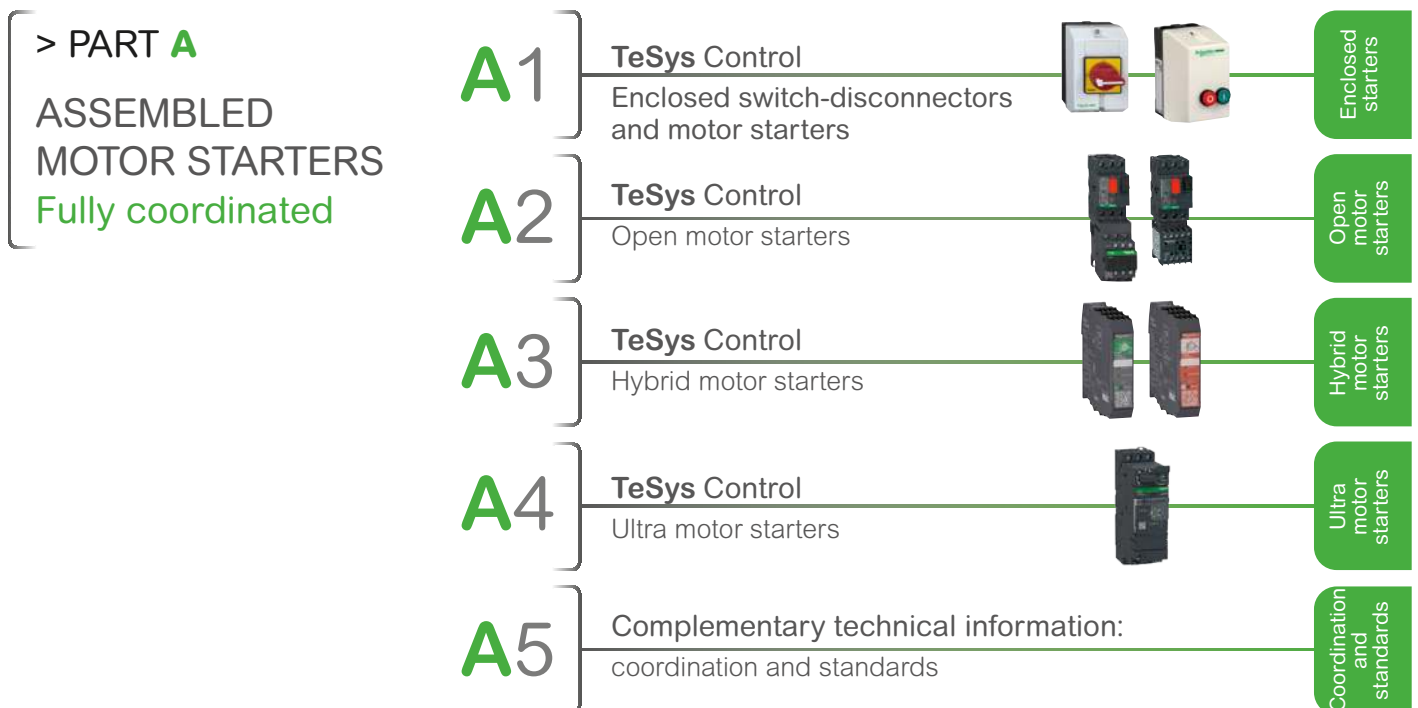 > PART A
ASSEMBLED
MOTOR STARTERS
Fully coordinated
A1
TeSys Control
Enclosed switch-disconnectors
and motor starters
Enclosed
starters
A2
TeSys Control
Open motor starters
Open
motor
starters
A3
TeSys Control
Hybrid motor starters
Hybrid
motor
starters
A4
TeSys Control
Ultra motor starters
Ultra
motor
starters
A5
Complementary technical information:
coordination and standards
Coordination
and
standards